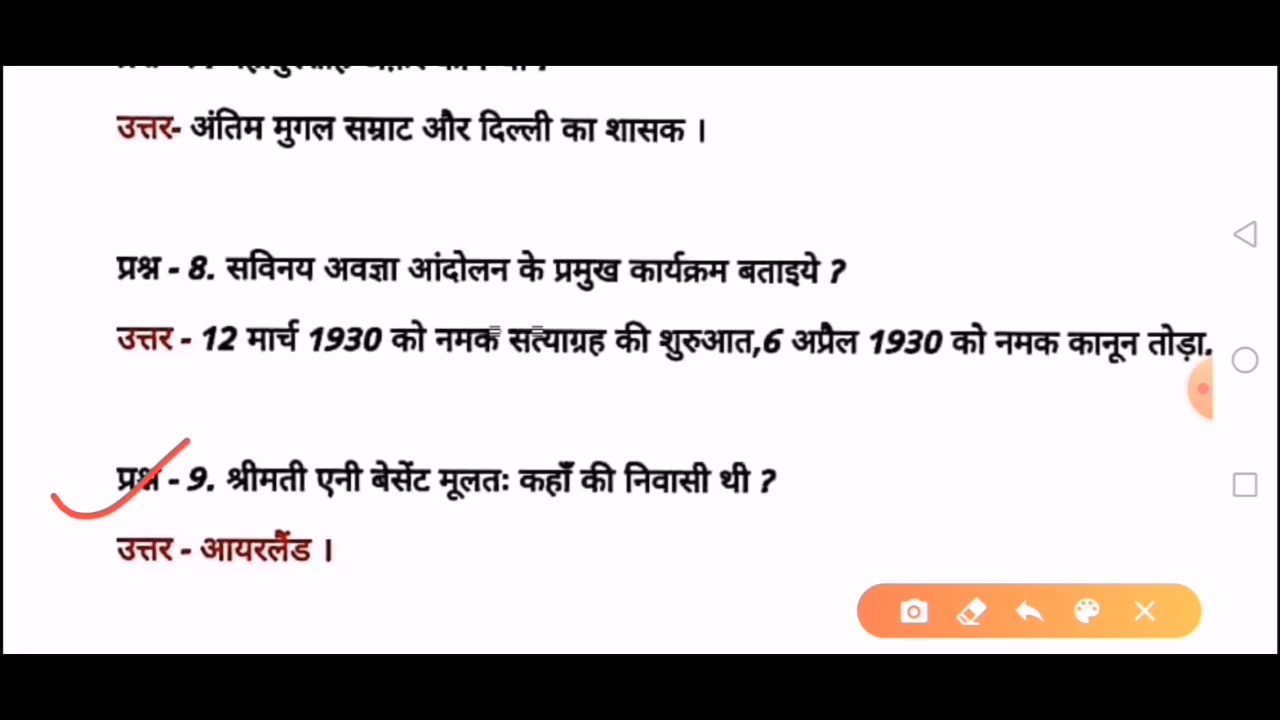 उत्तर- अंतिम मुगल सम्राट और दिल्ली का शासक ।
प्रश्न - 8. सविनय अवज्ञा आंदोलन के प्रमुख कार्यक्रम बताइये ?
उत्तर - 12 मार्च 1930 को नमक सत्याग्रह की शुरुआत,6 अप्रैल 1930 को नमक कानून तोड़ा.
प्रश्न - 9. श्रीमती एनी बेसेंट मूलतः कहाँ की निवासी थी ?
उत्तर - आयरलैंड ।